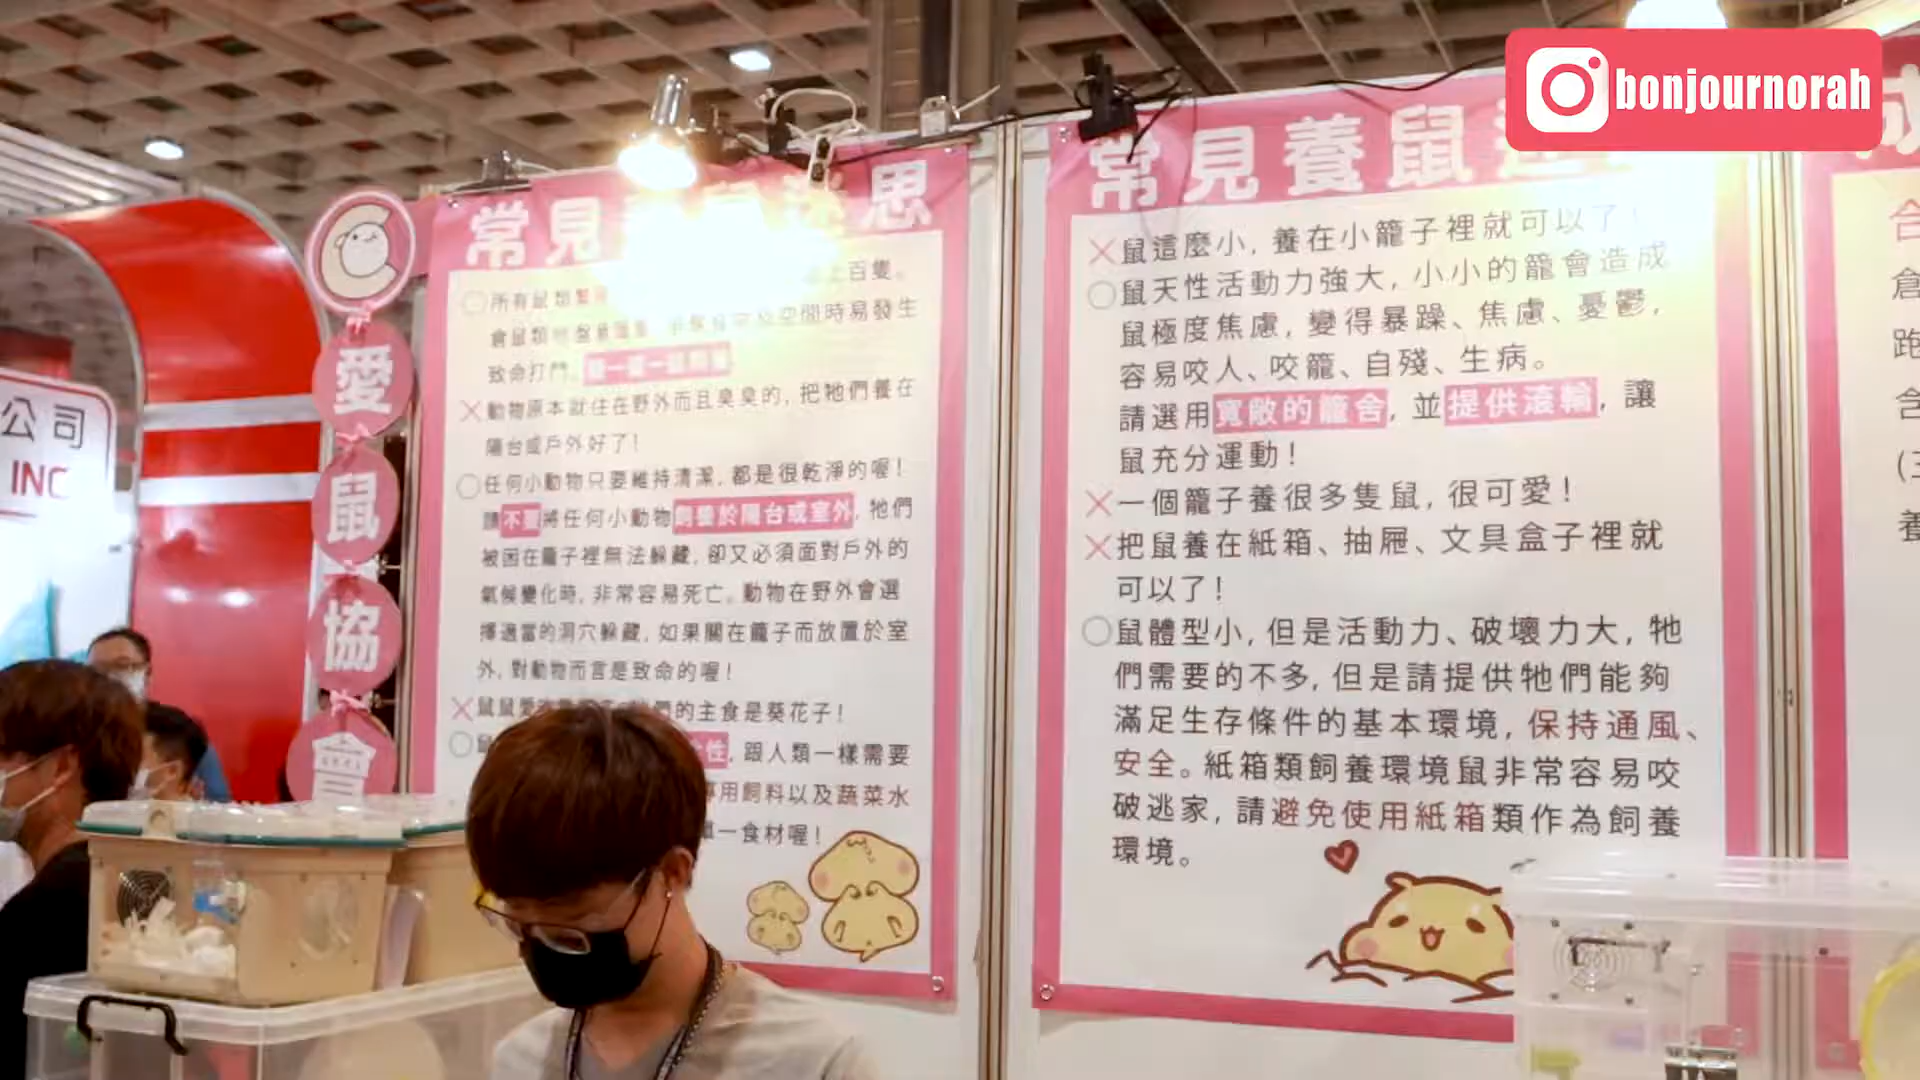 bonjournorah
公司
INC
愛
鼠
協
會
常見 迷思
所有鼠類繁 上百隻。
倉鼠類 時易發生
致命打鬥。
×動物原本就住在野外而且臭臭的,把牠們養在
陽台或戶外好了!
○任何小動物只要維持清潔,都是很乾淨的喔!
請不要將任何小動物飼養於陽台或室外,牠們
被困在籠子裡無法躲藏,卻又必須面對戶外的
氣候變化時,非常容易死亡。動物在野外會選
擇適當的洞穴躲藏,如果關在籠子而放置於室
外,對動物而言是致命的喔!
×鼠鼠愛 們的主食是葵花子!
○鼠 性,跟人類一樣需要
專用飼料以及蔬菜水
單一食材喔!
常見養鼠
×鼠這麼小,養在小籠子裡就可以了!
○鼠天性活動力強大,小小的籠會造成
鼠極度焦慮,變得暴躁、焦慮、憂鬱,
容易咬人、咬籠、自殘、生病。
請選用寬敞的籠舍,並提供滾輪,讓
鼠充分運動!
×一個籠子養很多隻鼠,很可愛!
×把鼠養在紙箱、抽屜、文具盒子裡就
可以了!
○鼠體型小,但是活動力、破壞力大,牠
們需要的不多,但是請提供牠們能夠
滿足生存條件的基本環境,保持通風、
安全。紙箱類飼養環境鼠非常容易咬
破逃家,請避免使用紙箱類作為飼養
環境。
成
合
倉
跑
含
(三
養